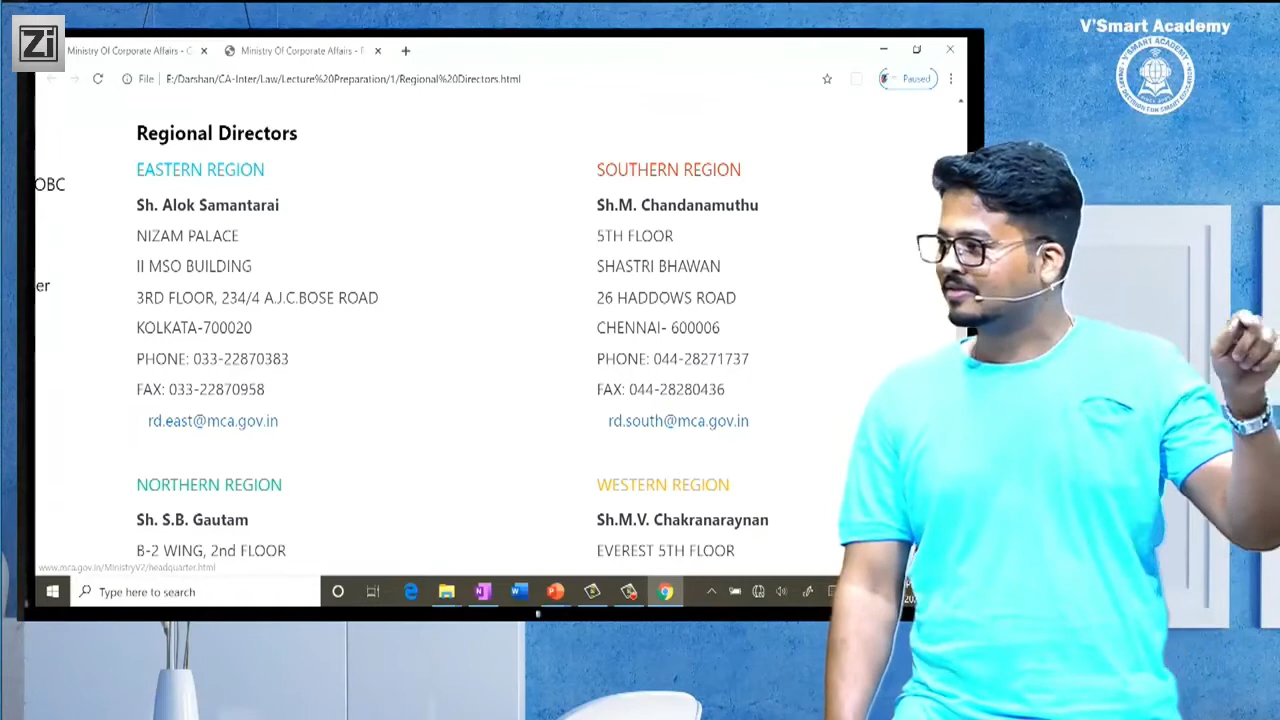 V'Smart Academy
V'SMART ACADEMY
Zi
Ministry Of Corporate Affairs -
Ministry Of Corporate Affairs -
File
E:/Darshan/CA-Inter/Law/Lecture%20Preparation/1/Regional%20Directors.html
Paused
OBC
er
Regional Directors
EASTERN REGION
Sh. Alok Samantarai
NIZAM PALACE
II MSO BUILDING
3RD FLOOR, 234/4 A.J.C.BOSE ROAD
KOLKATA-700020
PHONE: 033-22870383
FAX: 033-22870958
rd.east@mca.gov.in
SOUTHERN REGION
Sh.M. Chandanamuthu
5TH FLOOR
SHASTRI BHAWAN
26 HADDOWS ROAD
CHENNAI- 600006
PHONE: 044-28271737
FAX: 044-28280436
rd.south@mca.gov.in
NORTHERN REGION
Sh. S.B. Gautam
B-2 WING, 2nd FLOOR
WESTERN REGION
Sh.M.V. Chakranaraynan
EVEREST 5TH FLOOR
www.mca.gov.in/MinistryV2/headquarter.html
Type here to search